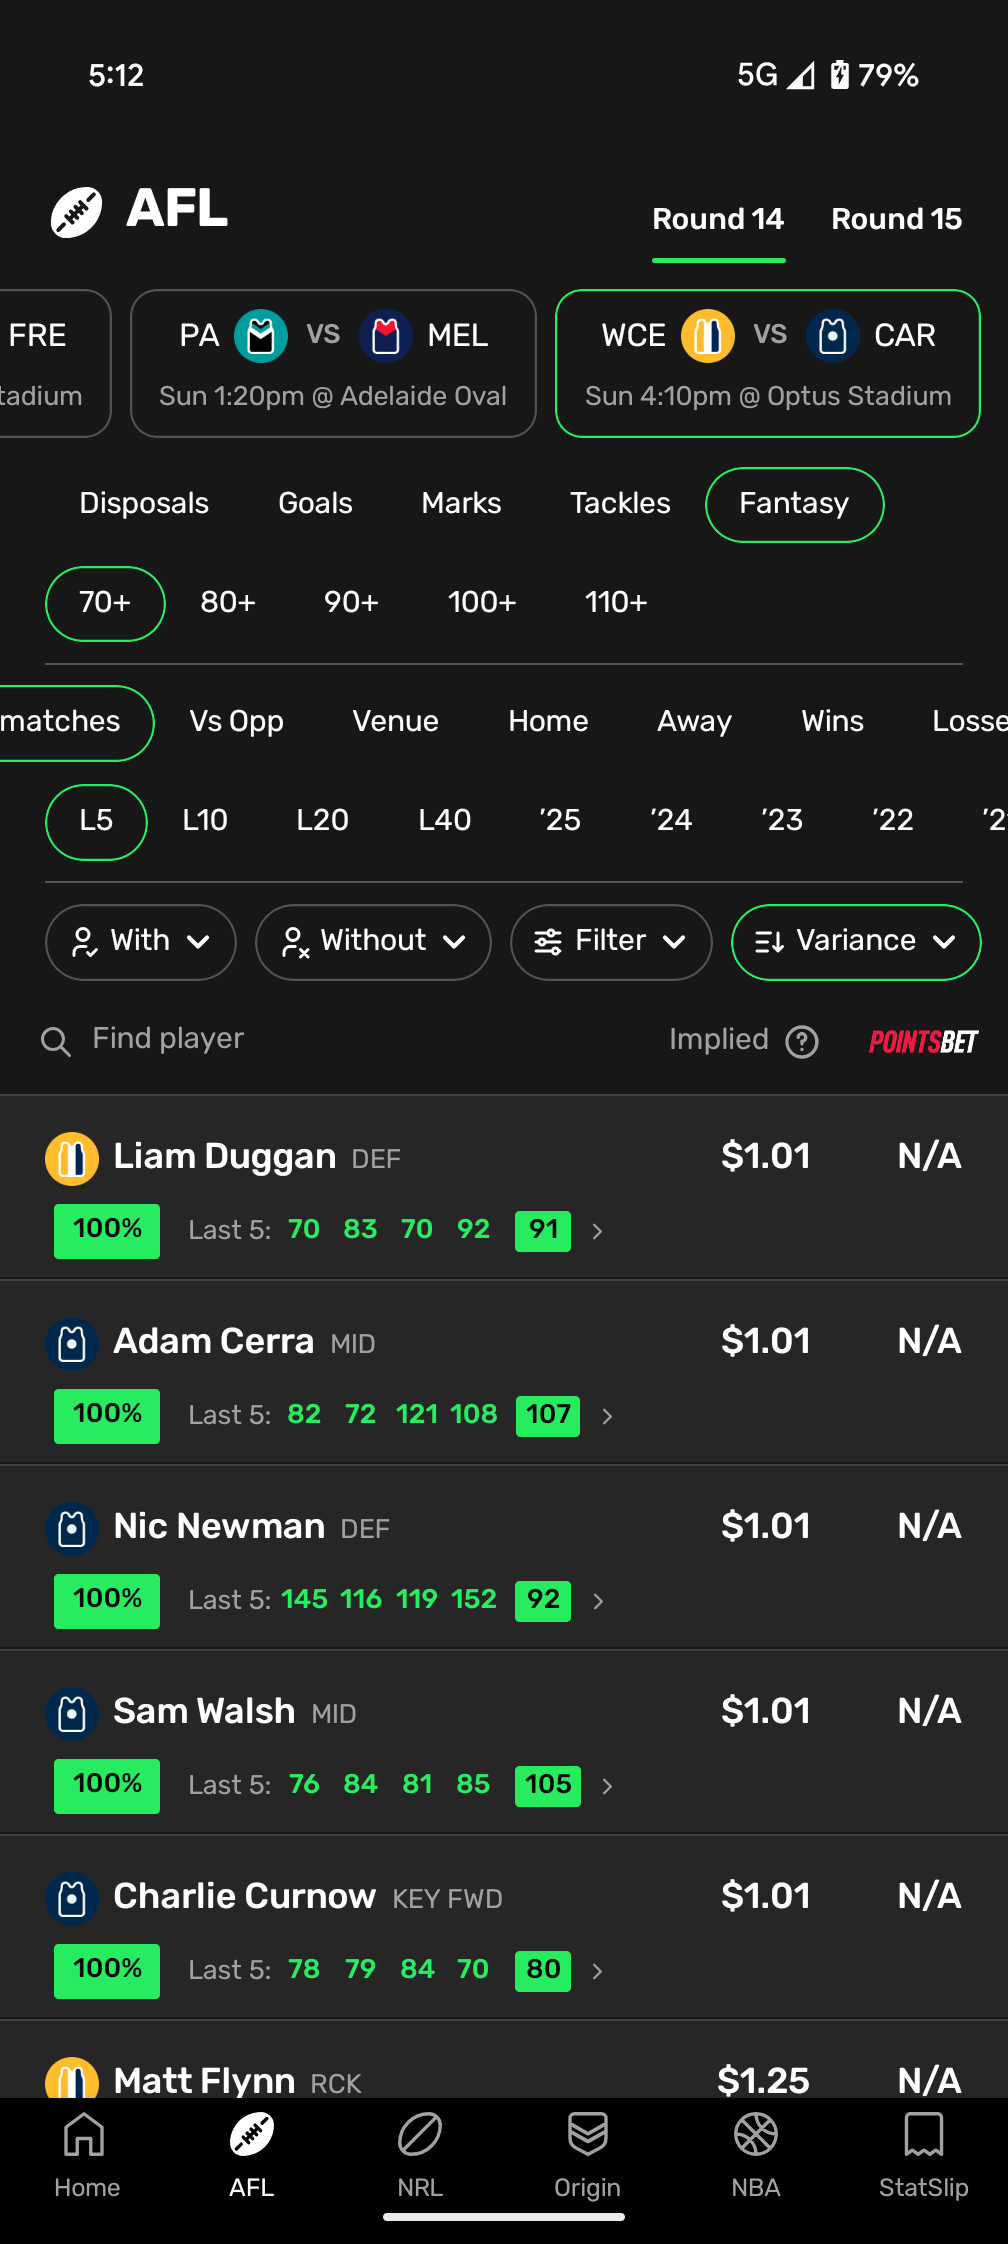 5:12 5G 79%
AFL Round 14 Round 15
FRE PA VS MEL WCE VS CAR
tadium Sun 1:20pm @ Adelaide Oval Sun 4:10pm @ Optus Stadium
Disposals Goals Marks Tackles Fantasy
70+ 80+ 90+ 100+ 110+
matches Vs Opp Venue Home Away Wins Losse
L5 L10 L20 L40 '25 '24 '23 '22 '2
With Without Filter Variance
Find player Implied ? POINTSBET
Liam Duggan DEF $1.01 N/A
100% Last 5: 70 83 70 92 91
Adam Cerra MID $1.01 N/A
100% Last 5: 82 72 121 108 107
Nic Newman DEF $1.01 N/A
100% Last 5: 145 116 119 152 92
Sam Walsh MID $1.01 N/A
100% Last 5: 76 84 81 85 105
Charlie Curnow KEY FWD $1.01 N/A
100% Last 5: 78 79 84 70 80
Matt Flynn RCK $1.25 N/A
Home AFL NRL Origin NBA StatSlip